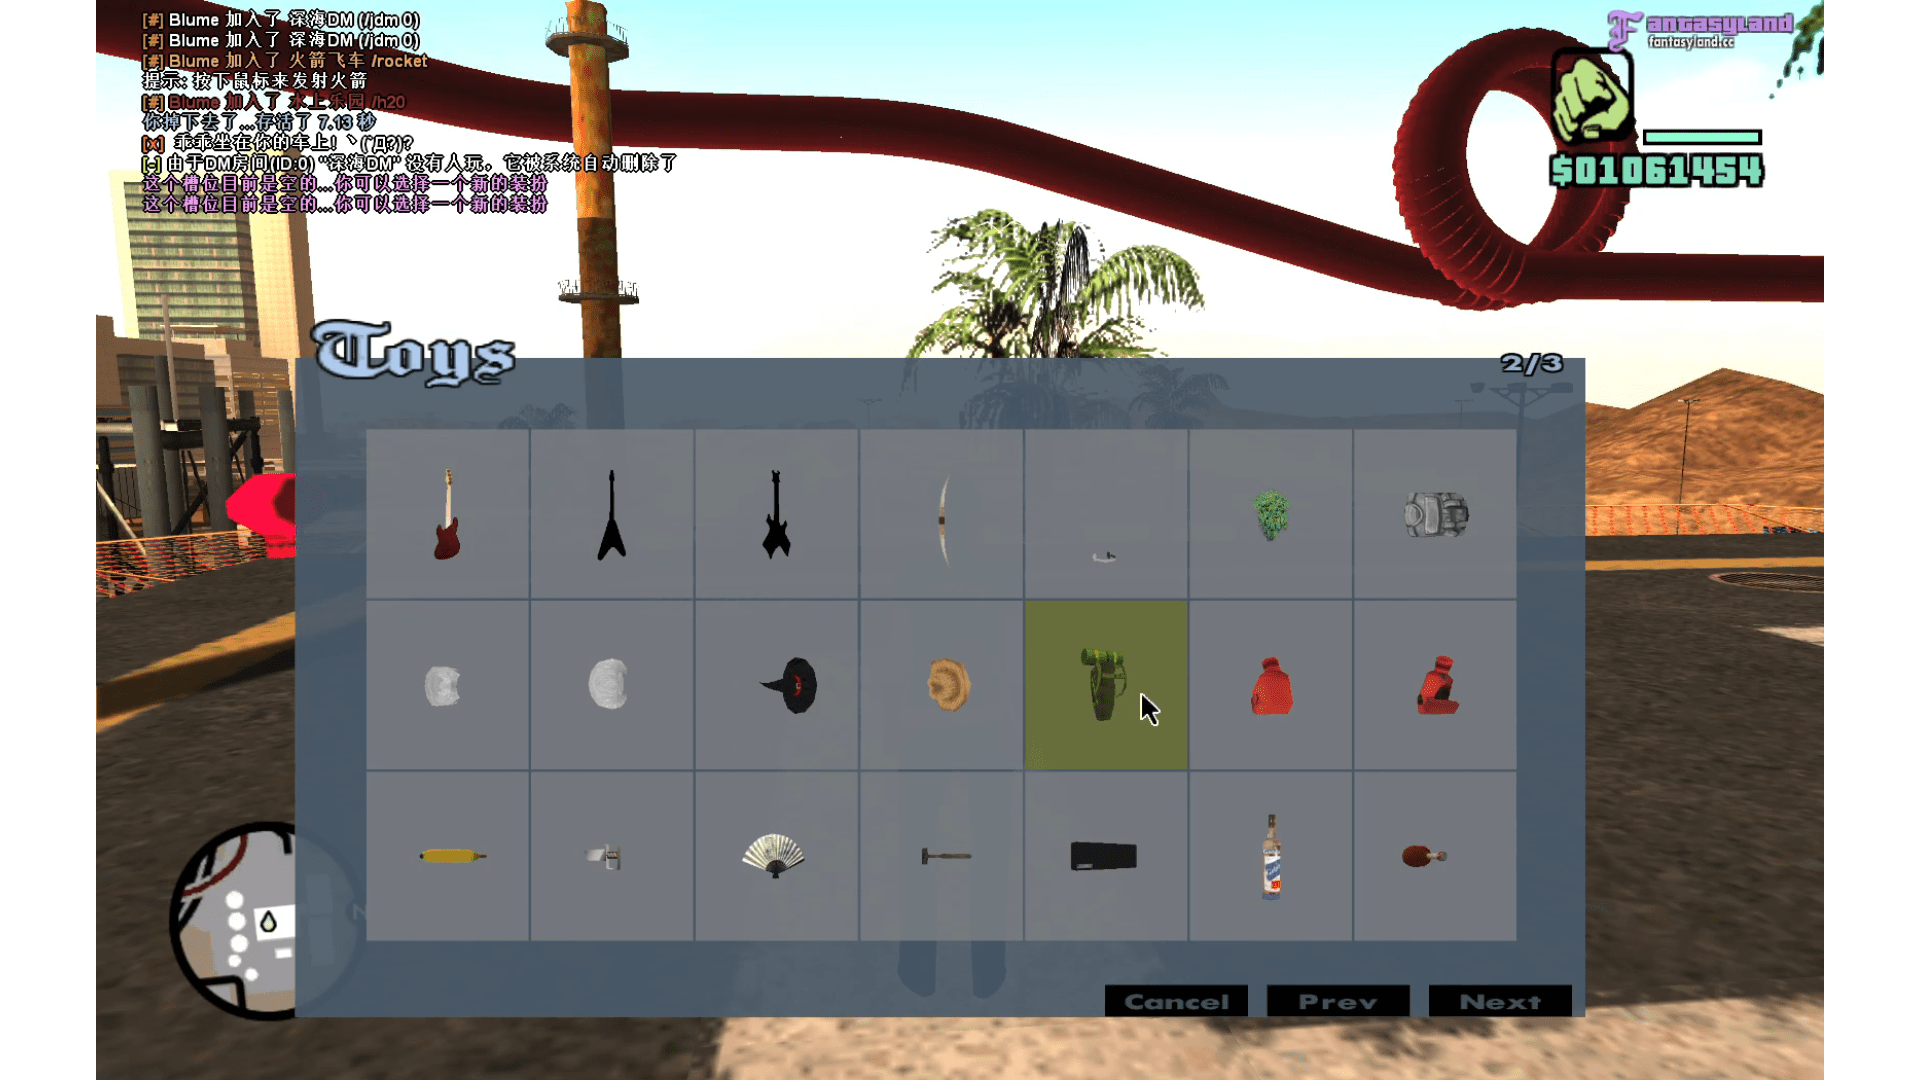 [#] Blume 加入了 深海DM (/jdm 0)
[#] Blume 加入了 深海DM (/jdm 0)
[#] Blume 加入了 火箭飞车 /rocket
提示: 按下鼠标来发射火箭
[#] Blume 加入了 水上乐园 /h20
你掉下去了...存活了 7.13 秒
[x] 乖乖坐在你的车上! ヽ(`Д´)?
[-] 由于DM房间(ID:0) "深海DM" 没有人玩，它被系统自动删除了
这个槽位目前是空的...你可以选择一个新的装扮
这个槽位目前是空的...你可以选择一个新的装扮
Fantasyland
fantasyland.cc
$01061454
Toys
2/3
N
Cancel
Prev
Next